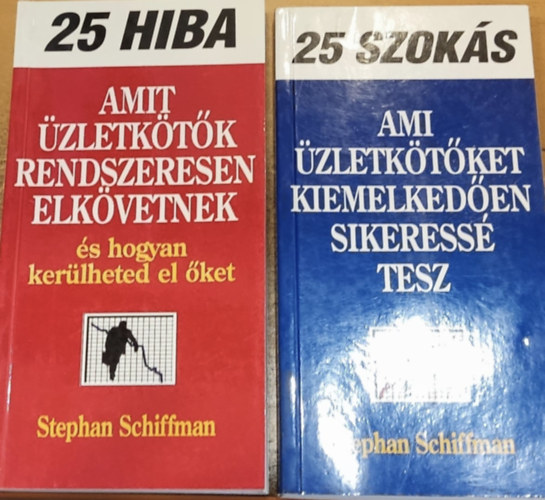 25 HIBA
AMIT
ÜZLETKÖTŐK
RENDSZERESEN
ELKÖVETNEK
és hogyan
kerülheted el őket
Stephan Schiffman
25 SZOKÁS
AMI
ÜZLETKÖTŐKET
KIEMELKEDŐEN
SIKERESSÉ
TESZ
Stephan Schiffman